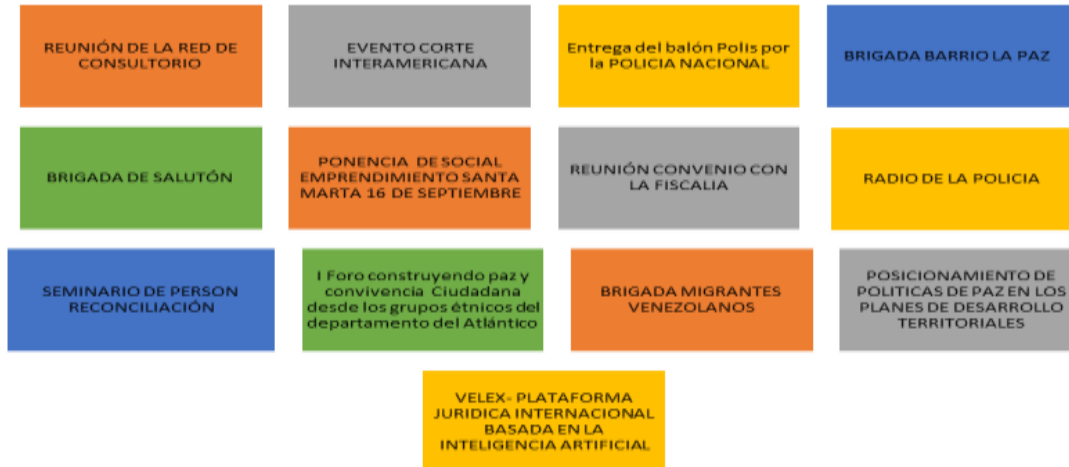 REUNIÓN DE LA RED DE
CONSULTORIO
EVENTO CORTE
INTERAMERICANA
Entrega del balón Polis por
la POLICIA NACIONAL
BRIGADA BARRIO LA PAZ
BRIGADA DE SALUTÓN
PONENCIA DE SOCIAL
EMPRENDIMIENTO SANTA
MARTA 16 DE SEPTIEMBRE
REUNIÓN CONVENIO CON
LA FISCALIA
RADIO DE LA POLICIA
SEMINARIO DE PERSON
RECONCILIACIÓN
I Foro construyendo paz y
convivencia Ciudadana
desde los grupos étnicos del
departamento del Atlántico
BRIGADA MIGRANTES
VENEZOLANOS
POSICIONAMIENTO DE
POLITICAS DE PAZ EN LOS
PLANES DE DESARROLLO
TERRITORIALES
VELEX- PLATAFORMA
JURIDICA INTERNACIONAL
BASADA EN LA
INTELIGENCIA ARTIFICIAL